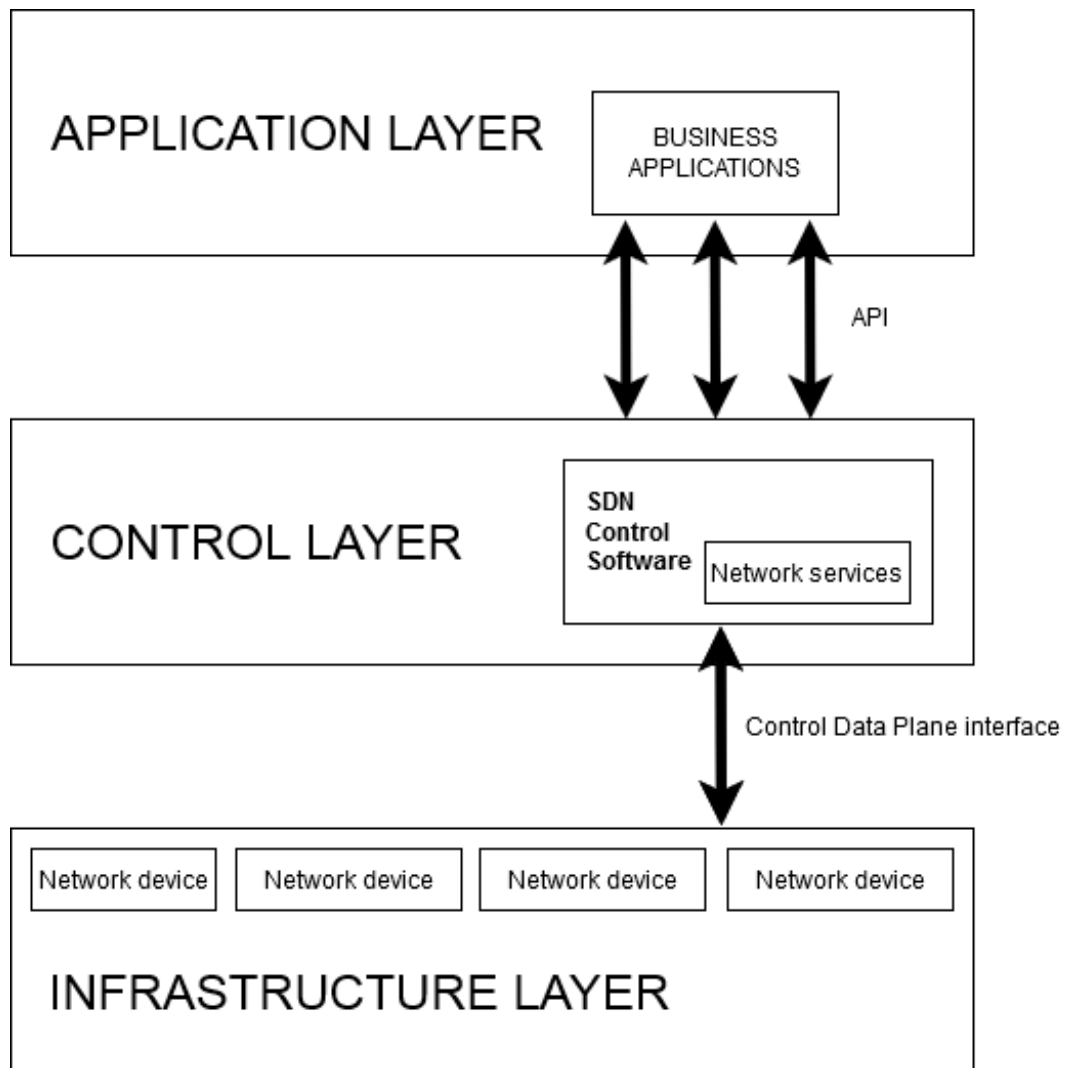 APPLICATION LAYER
BUSINESS
APPLICATIONS
API
CONTROL LAYER
SDN
Control
Software
Network services
Control Data Plane interface
Network device
Network device
Network device
Network device
INFRASTRUCTURE LAYER